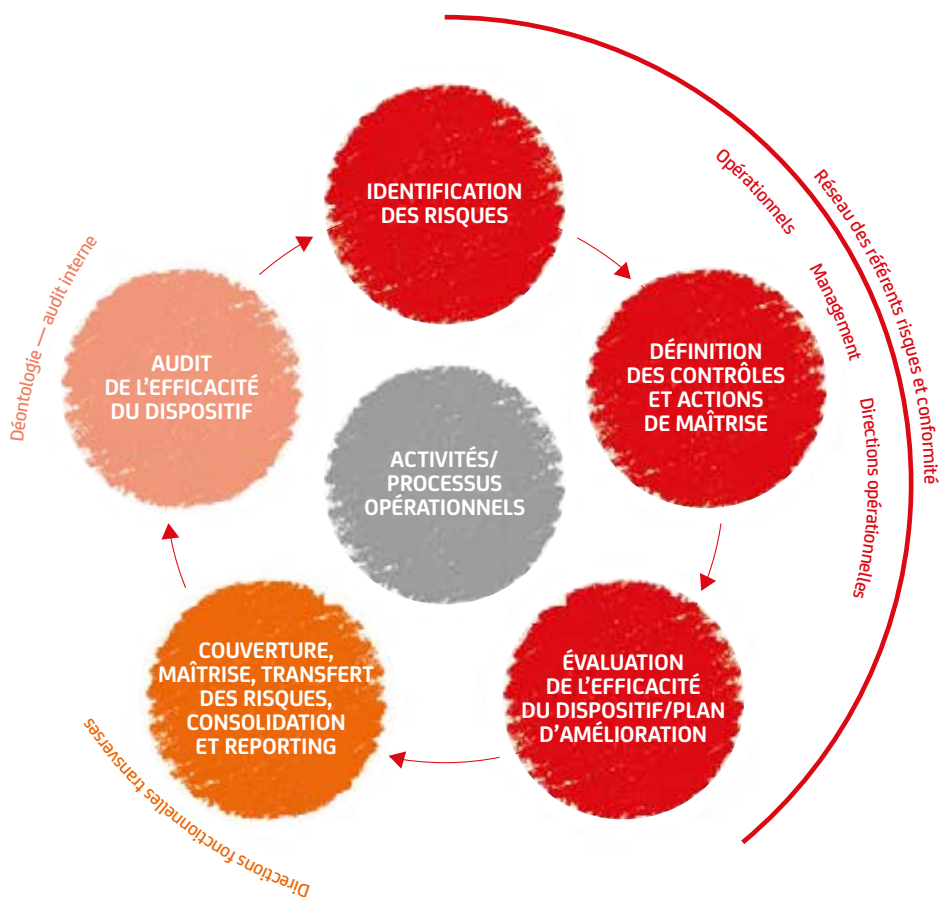 IDENTIFICATION
DES RISQUES
Opérationnels
Réseau des référents risques et conformité
Management
Directions opérationnelles
DÉFINITION
DES CONTRÔLES
ET ACTIONS
DE MAÎTRISE
Déontologie — audit interne
AUDIT
DE L’EFFICACITÉ
DU DISPOSITIF
ACTIVITÉS/
PROCESSUS
OPÉRATIONNELS
ÉVALUATION
DE L’EFFICACITÉ
DU DISPOSITIF/PLAN
D’AMÉLIORATION
COUVERTURE,
MAÎTRISE, TRANSFERT
DES RISQUES,
CONSOLIDATION
ET REPORTING
Directions fonctionnelles transverses